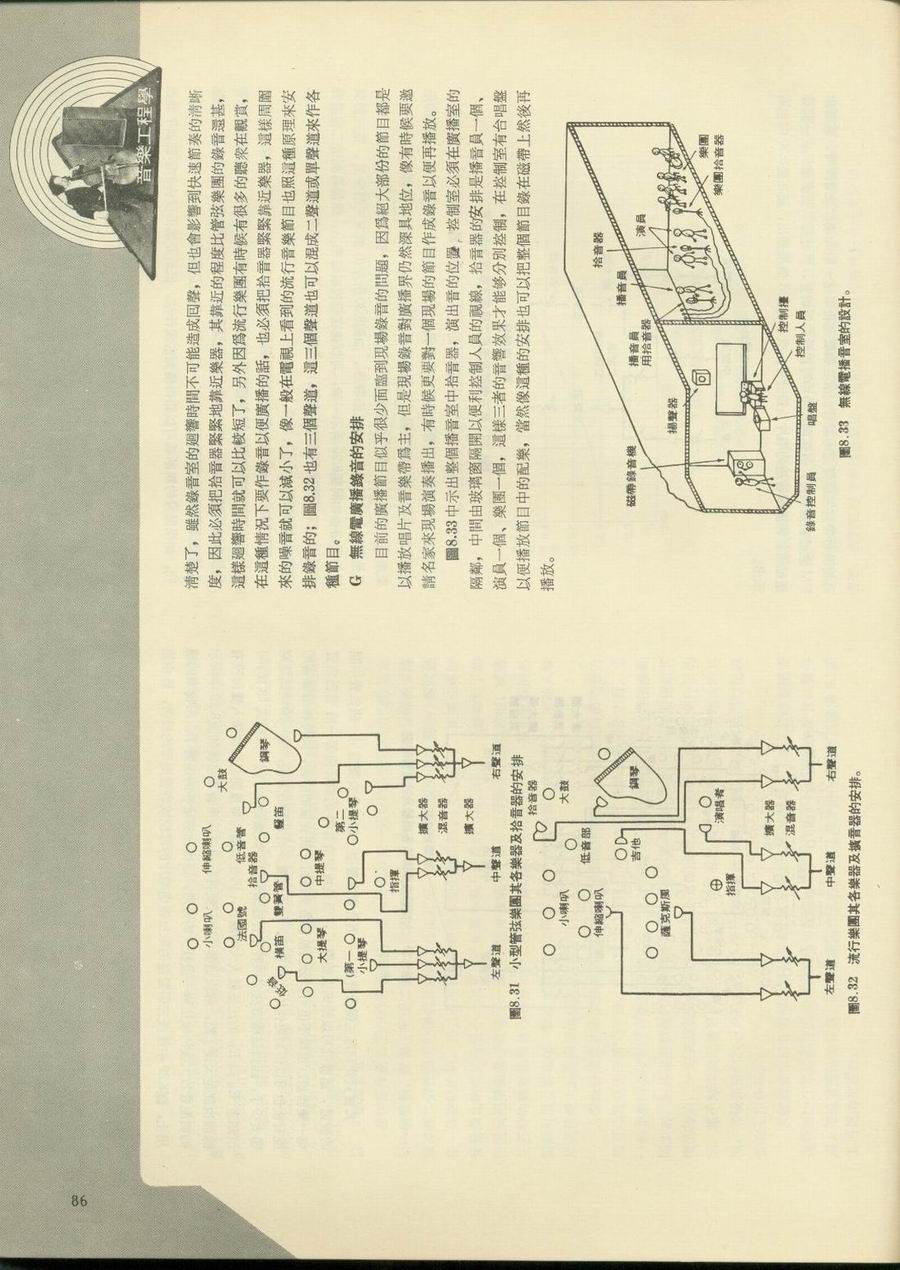 音樂工程學
清楚了，雖然錄音室的廻響時間不可能造成回聲，但也會影響到快速節奏的清晰
度，因此必須把拾音器緊緊地靠近樂器，其靠近的程度比管弦樂團的錄音還甚，
這樣廻響時間就可以比較短了，另外因爲流行樂團有時候有很多的聽衆在觀賞，
在這種情況下要作錄音以便廣播的話，也必須把拾音器緊緊靠近樂器，這樣周圍
來的噪音就可以減小了，像一般在電視上看到的流行音樂節目也照這種原理來安
排錄音的；圖8.32也有三個聲道，這三個聲道也可以混成二聲道或單聲道來作各
種節目。
G 無線電廣播錄音的安排
目前的廣播節目似乎很少面臨到現場錄音的問題，因爲絕大部份的節目都是
以播放唱片及音樂帶爲主，但是現場錄音對廣播界仍然深具地位，像有時候要邀
請名家來現場演奏播出，有時候更要對一個現場的節目作成錄音以便再播放。
圖8.33中示出整個播音室中拾音器，演出音的位置，控制室必須在廣播室的
隔鄰，中間由玻璃窗隔開以便利控制人員的視線，拾音器的安排是播音員一個、
演員一個、樂團一個，這樣三者的音響效果才能够分別控制，在控制室有台唱盤
以便播放節目中的配樂，當然像這種的安排也可以把整個節目錄在磁帶上然後再
播放。
大鼓
鋼琴
伸縮喇叭
低音管
拾音器
豎笛
第二
小提琴
小喇叭
法國號
雙簧管
中提琴
指揮
橫笛
大提琴
(第一
小提琴
低音
擴大器
混音器
擴大器
左聲道
中聲道
右聲道
圖8.31 小型管弦樂團其各樂器及拾音器的安排
拾音器
大鼓
鋼琴
低音部
吉他
演唱者
小喇叭
伸縮喇叭
薩克斯風
指揮
擴大器
混音器
左聲道
中聲道
右聲道
圖8.32 流行樂團其各樂器及擴音器的安排。
樂團
樂團拾音器
演員
拾音器
播音員
播音員
用拾音器
揚聲器
磁帶錄音機
控制擡
控制人員
唱盤
錄音控制員
圖8.33 無線電播音室的設計。
86